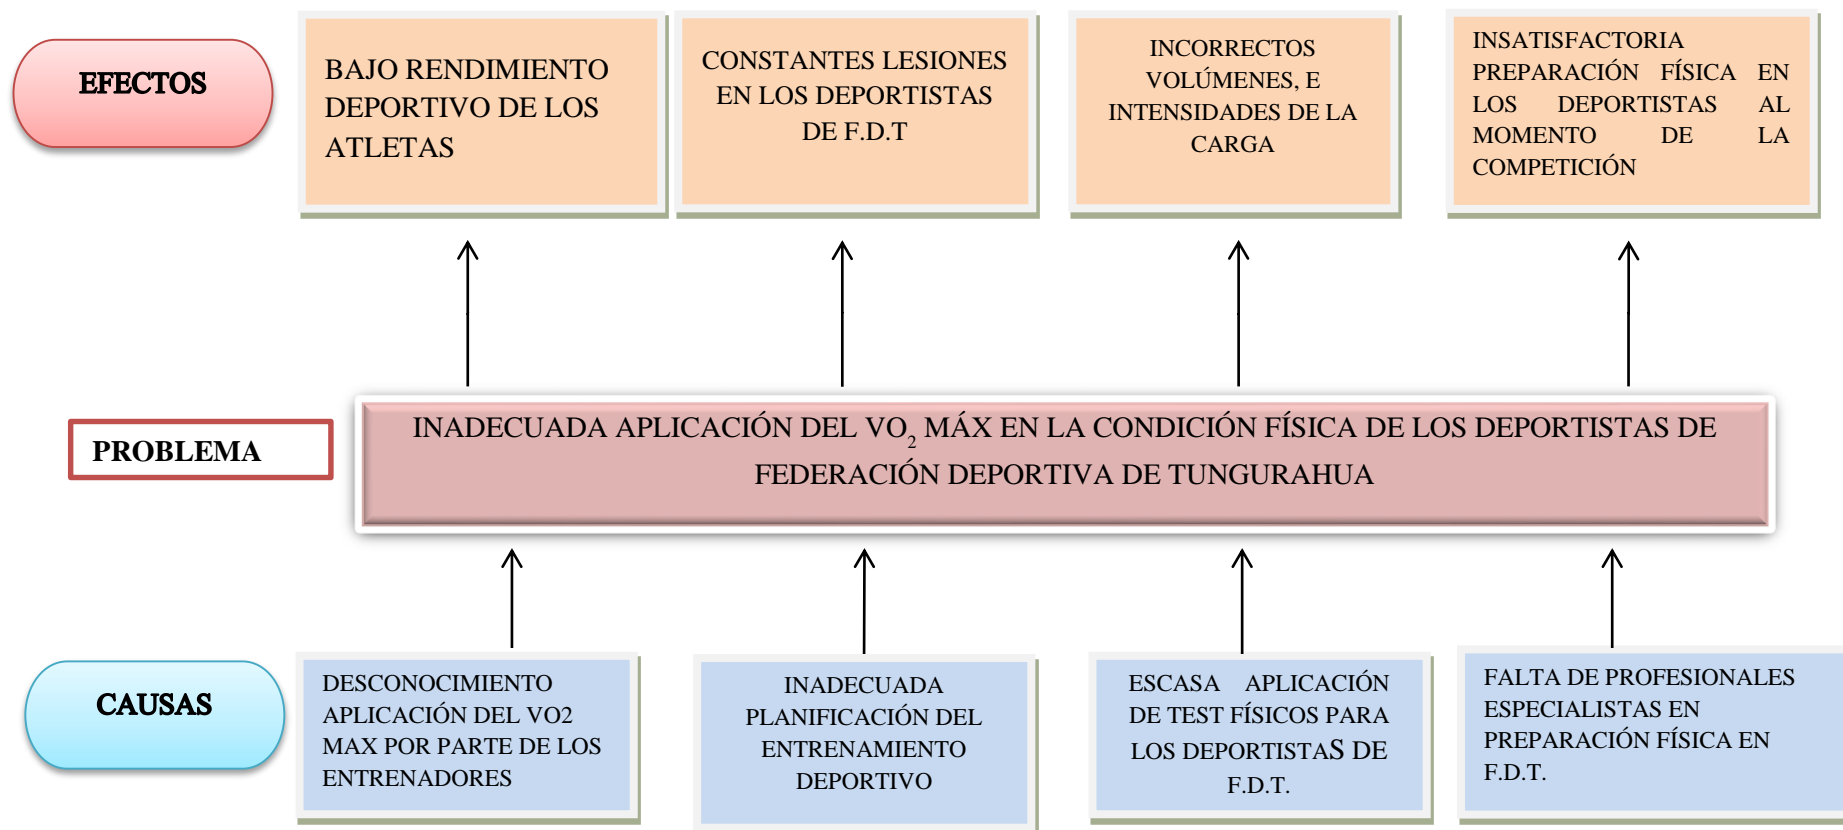 EFECTOS
BAJO RENDIMIENTO
DEPORTIVO DE LOS
ATLETAS
CONSTANTES LESIONES
EN LOS DEPORTISTAS
DE F.D.T
INCORRECTOS
VOLÚMENES, E
INTENSIDADES DE LA
CARGA
INSATISFACTORIA
PREPARACIÓN FÍSICA EN
LOS DEPORTISTAS AL
MOMENTO DE LA
COMPETICIÓN
PROBLEMA
INADECUADA APLICACIÓN DEL VO₂ MÁX EN LA CONDICIÓN FÍSICA DE LOS DEPORTISTAS DE
FEDERACIÓN DEPORTIVA DE TUNGURAHUA
CAUSAS
DESCONOCIMIENTO
APLICACIÓN DEL VO2
MAX POR PARTE DE LOS
ENTRENADORES
INADECUADA
PLANIFICACIÓN DEL
ENTRENAMIENTO
DEPORTIVO
ESCASA APLICACIÓN
DE TEST FÍSICOS PARA
LOS DEPORTISTAS DE
F.D.T.
FALTA DE PROFESIONALES
ESPECIALISTAS EN
PREPARACIÓN FÍSICA EN
F.D.T.